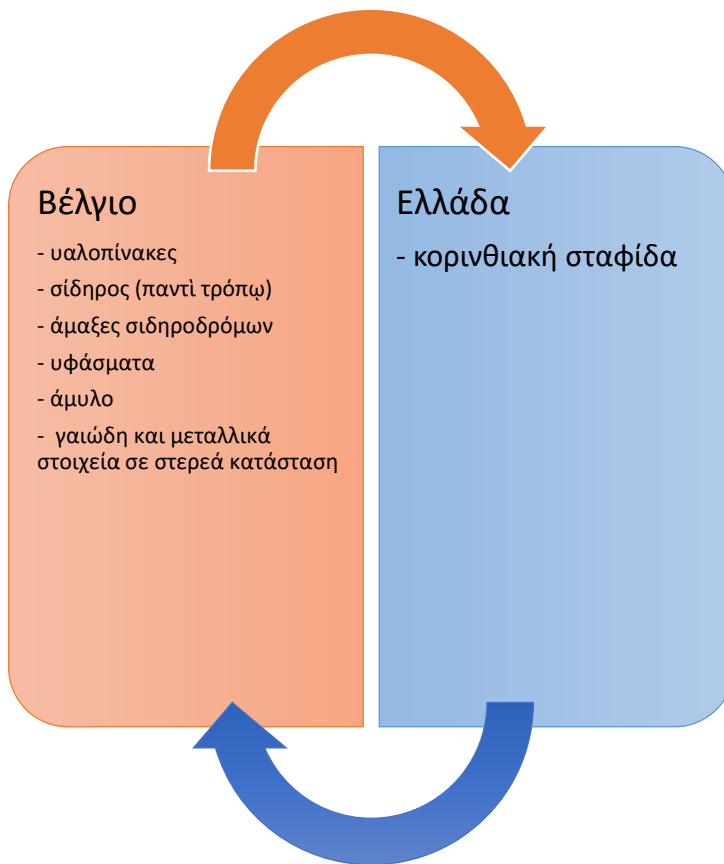 Βέλγιο
- υαλοπίνακες
- σίδηρος (παντὶ τρόπῳ)
- άμαξες σιδηροδρόμων
- υφάσματα
- άμυλο
- γαιώδη και μεταλλικά
στοιχεία σε στερεά κατάσταση
Ελλάδα
- κορινθιακή σταφίδα